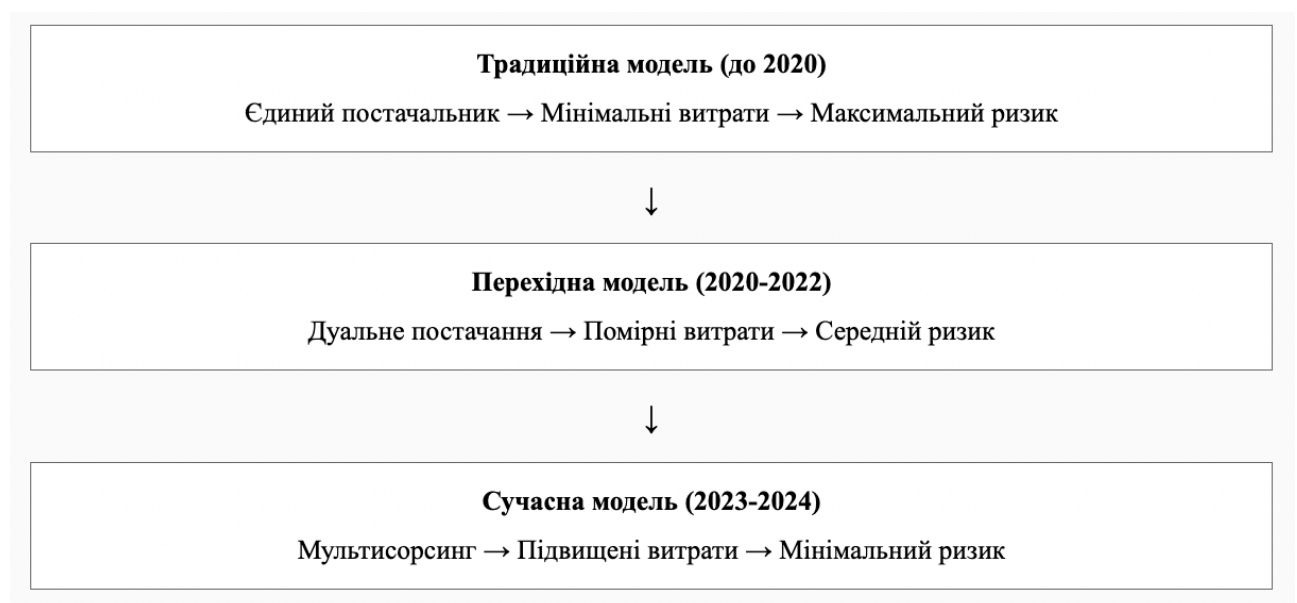 Традиційна модель (до 2020)
Єдиний постачальник → Мінімальні витрати → Максимальний ризик
↓
Перехідна модель (2020-2022)
Дуальне постачання → Помірні витрати → Середній ризик
↓
Сучасна модель (2023-2024)
Мультисорсинг → Підвищені витрати → Мінімальний ризик